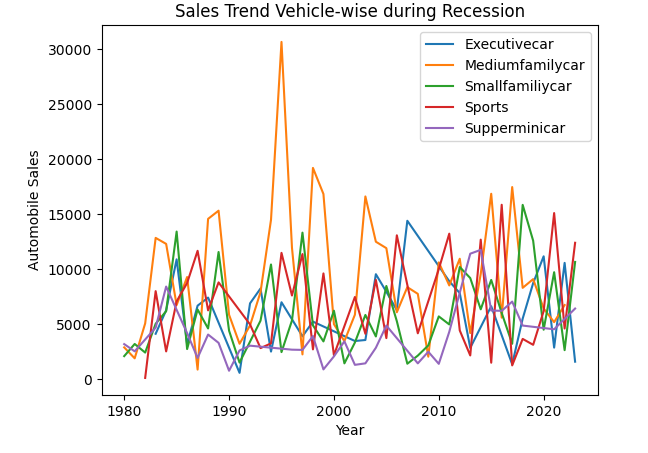 Sales Trend Vehicle-wise during Recession
Executivecar
Mediumfamilycar
Smallfamiliycar
Sports
Supperminicar
Automobile Sales
30000
25000
20000
15000
10000
5000
0
1980 1990 2000 2010 2020
Year